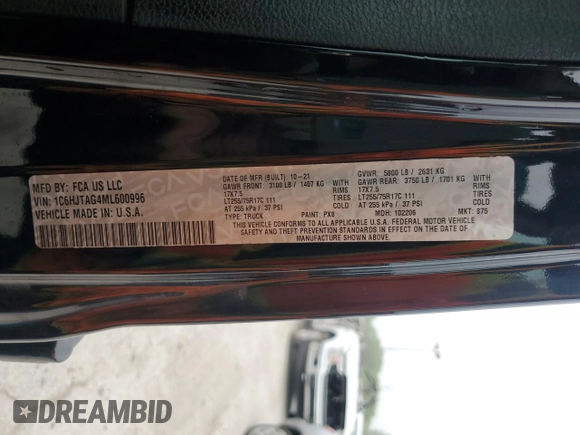 MFD BY: FCA US LLC
VIN: 1C6HJTAG4ML600996
VEHICLE MADE IN: U.S.A.
DATE OF MFR (BUILT): 10-21
GAWR FRONT: 3100 LB / 1407 KG
17X7.5 WITH
LT255/75R17C 111 TIRES
AT 255 kPa / 37 PSI COLD
TYPE: TRUCK PAINT: PX8
GVWR: 5800 LB / 2631 KG
GAWR REAR: 3750 LB / 1701 KG
17X7.5 RIMS
LT255/75R17C 111 TIRES
AT 255 kPa / 37 PSI COLD
MDH: 102206 MKT: 875
THIS VEHICLE CONFORMS TO ALL APPLICABLE U.S.A. FEDERAL MOTOR VEHICLE
SAFETY, BUMPER AND THEFT PREVENTION STANDARDS IN EFFECT ON THE DATE OF
MANUFACTURE SHOWN ABOVE.
DREAMBID